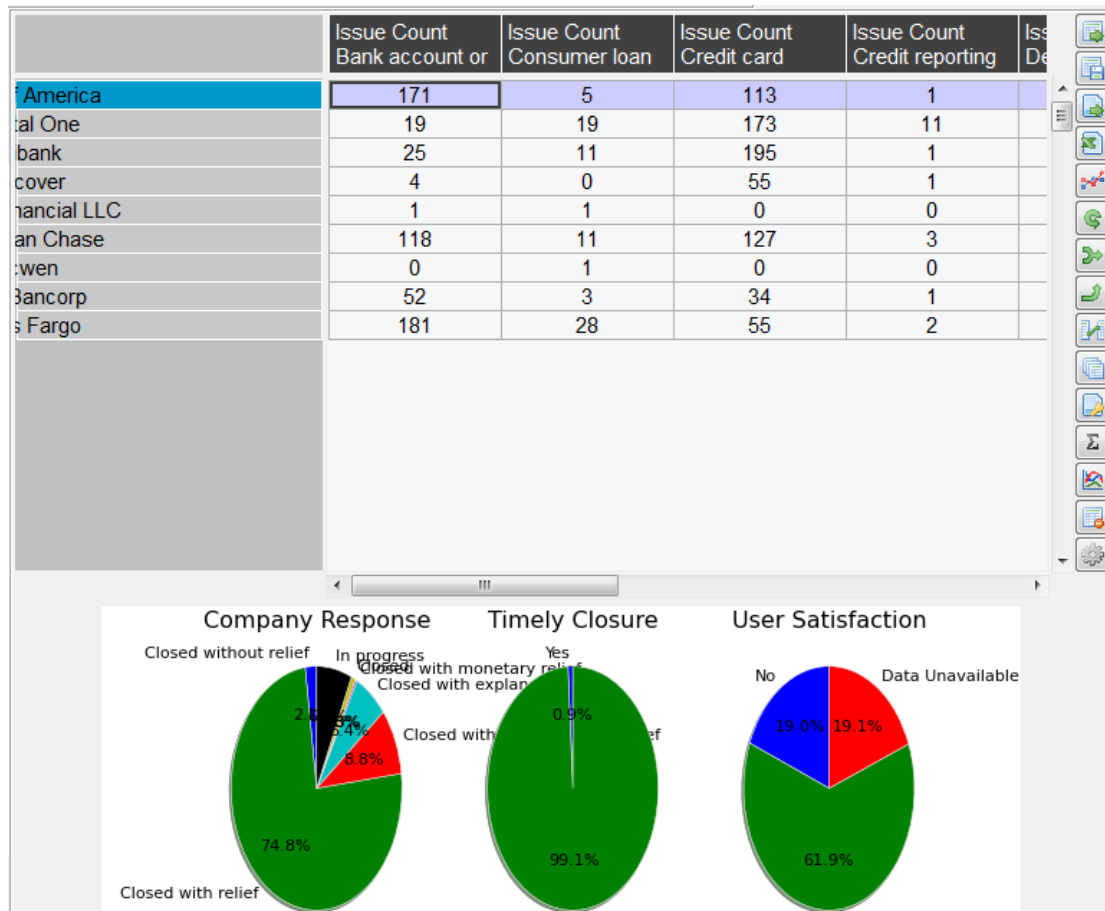 Issue Count Issue Count Issue Count Issue Count Iss
Bank account or Consumer loan Credit card Credit reporting De
f America 171 5 113 1
tal One 19 19 173 11
bank 25 11 195 1
cover 4 0 55 1
nancial LLC 1 1 0 0
an Chase 118 11 127 3
cwen 0 1 0 0
Bancorp 52 3 34 1
s Fargo 181 28 55 2
Company Response Timely Closure User Satisfaction
Closed without relief In progress Yes
Closed with monetary relief
No Data Unavailable
Closed with explan
0.9% 19.0% 19.1%
Closed with ef
8.8%
74.8% 99.1% 61.9%
Closed with relief